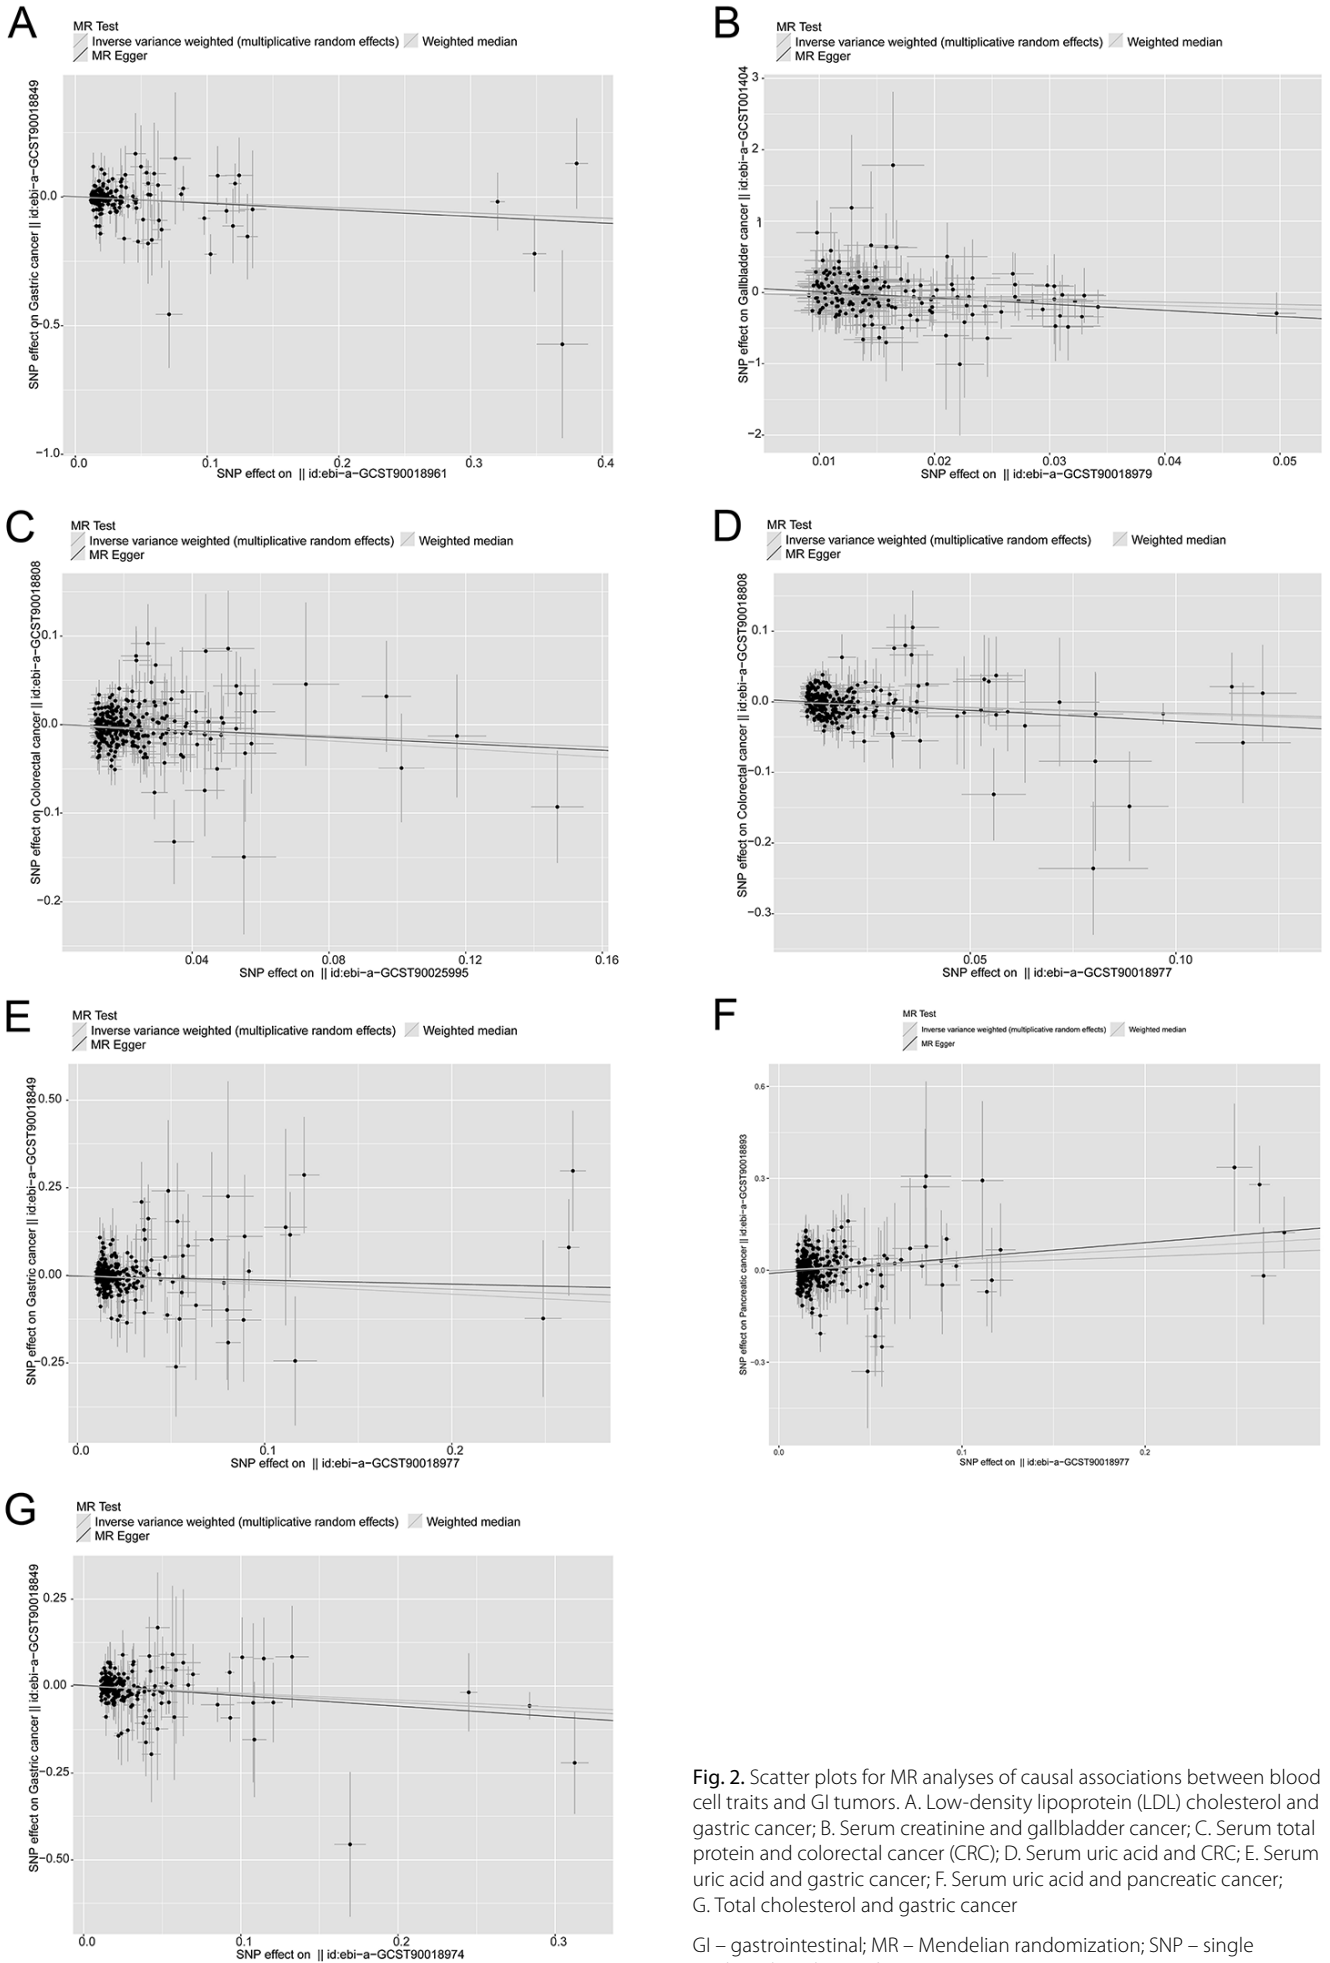 A
MR Test
Inverse variance weighted (multiplicative random effects) Weighted median
MR Egger
SNP effect on Gastric cancer || id:ebi−a−GCST90018849
0.0
−0.5
−1.0
0.0 0.1 0.2 0.3 0.4
SNP effect on || id:ebi−a−GCST90018961
B
MR Test
Inverse variance weighted (multiplicative random effects) Weighted median
MR Egger
SNP effect on Gallbladder cancer || id:ebi−a−GCST001404
3
2
1
0
−1
−2
0.01 0.02 0.03 0.04 0.05
SNP effect on || id:ebi−a−GCST90018979
C
MR Test
Inverse variance weighted (multiplicative random effects) Weighted median
MR Egger
SNP effect on Colorectal cancer || id:ebi−a−GCST90018808
0.1
0.0
−0.1
−0.2
0.04 0.08 0.12 0.16
SNP effect on || id:ebi−a−GCST90025995
D
MR Test
Inverse variance weighted (multiplicative random effects) Weighted median
MR Egger
SNP effect on Colorectal cancer || id:ebi−a−GCST90018808
0.1
0.0
−0.1
−0.2
−0.3
0.05 0.10
SNP effect on || id:ebi−a−GCST90018977
E
MR Test
Inverse variance weighted (multiplicative random effects) Weighted median
MR Egger
SNP effect on Gastric cancer || id:ebi−a−GCST90018849
0.50
0.25
0.00
−0.25
0.0 0.1 0.2
SNP effect on || id:ebi−a−GCST90018977
F
MR Test
Inverse variance weighted (multiplicative random effects) Weighted median
MR Egger
SNP effect on Pancreatic cancer || id:ebi−a−GCST90018893
0.6
0.3
0.0
−0.3
0.0 0.1 0.2
SNP effect on || id:ebi−a−GCST90018977
G
MR Test
Inverse variance weighted (multiplicative random effects) Weighted median
MR Egger
SNP effect on Gastric cancer || id:ebi−a−GCST90018849
0.25
0.00
−0.25
−0.50
0.0 0.1 0.2 0.3
SNP effect on || id:ebi−a−GCST90018974
Fig. 2. Scatter plots for MR analyses of causal associations between blood
cell traits and GI tumors. A. Low-density lipoprotein (LDL) cholesterol and
gastric cancer; B. Serum creatinine and gallbladder cancer; C. Serum total
protein and colorectal cancer (CRC); D. Serum uric acid and CRC; E. Serum
uric acid and gastric cancer; F. Serum uric acid and pancreatic cancer;
G. Total cholesterol and gastric cancer
GI – gastrointestinal; MR – Mendelian randomization; SNP – single